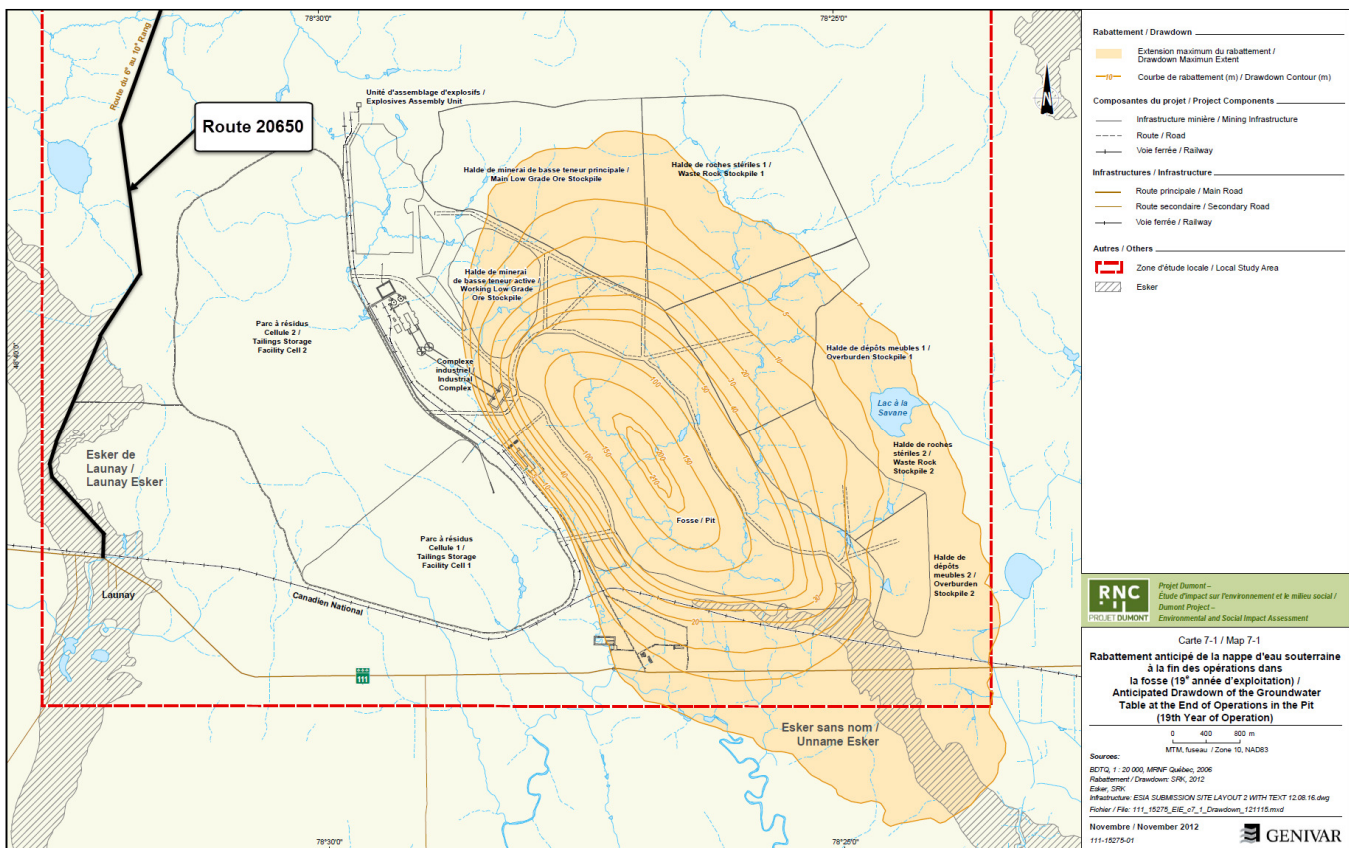 78°30'0"
78°25'0"
Route du 6e au 10e Rang
Route 20650
Unité d'assemblage d'explosifs /
Explosives Assembly Unit
Halde de minerai de basse teneur principale /
Main Low Grade Ore Stockpile
Halde de roches stériles 1 /
Waste Rock Stockpile 1
Halde de minerai
de basse teneur active /
Working Low Grade
Ore Stockpile
Parc à résidus
Cellule 2 /
Tailings Storage
Facility Cell 2
Complexe
industriel /
Industrial
Complex
Halde de dépôts meubles 1 /
Overburden Stockpile 1
Lac à la
Savane
Halde de roches
stériles 2 /
Waste Rock
Stockpile 2
Esker de
Launay /
Launay Esker
Fosse / Pit
Parc à résidus
Cellule 1 /
Tailings Storage
Facility Cell 1
Halde de
dépôts
meubles 2 /
Overburden
Stockpile 2
Launay
Canadien National
111
Esker sans nom /
Unname Esker
78°30'0"
78°25'0"
Rabattement / Drawdown
Extension maximum du rabattement /
Drawdown Maximun Extent
10
Courbe de rabattement (m) / Drawdown Contour (m)
N
Composantes du projet / Project Components
Infrastructure minière / Mining Infrastructure
Route / Road
Voie ferrée / Railway
Infrastructures / Infrastructure
Route principale / Main Road
Route secondaire / Secondary Road
Voie ferrée / Railway
Autres / Others
Zone d'étude locale / Local Study Area
Esker
RNC
PROJET DUMONT
Projet Dumont –
Étude d'impact sur l'environnement et le milieu social /
Dumont Project –
Environmental and Social Impact Assessment
Carte 7-1 / Map 7-1
Rabattement anticipé de la nappe d'eau souterraine
à la fin des opérations dans
la fosse (19e année d'exploitation) /
Anticipated Drawdown of the Groundwater
Table at the End of Operations in the Pit
(19th Year of Operation)
0 400 800 m
MTM, fuseau / Zone 10, NAD83
Sources:
BDTQ, 1 : 20 000, MRNF Québec, 2006
Rabattement / Drawdown: SRK, 2012
Esker, SRK
Infrastructure: ESIA SUBMISSION SITE LAYOUT 2 WITH TEXT 12.08.16.dwg
Fichier / File: 111_15275_EIE_c7_1_Drawdown_121115.mxd
Novembre / November 2012
111-15275-01
GENIVAR